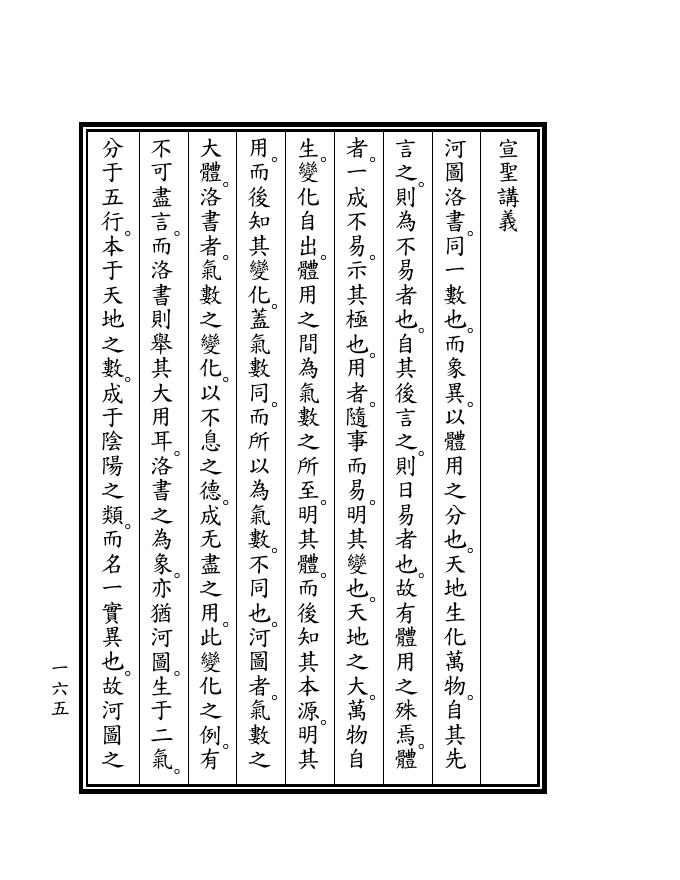 宣聖講義
河圖洛書。同一數也。而象異。以體用之分也。天地生化萬物。自其先
言之。則為不易者也。自其後言之。則日易者也。故有體用之殊焉。體
者。一成不易。示其極也。用者。隨事而易。明其變也。天地之大。萬物自
生。變化自出。體用之間為氣數之所至。明其體。而後知其本源。明其
用。而後知其變化。蓋氣數同。而所以為氣數。不同也。河圖者。氣數之
大體。洛書者。氣數之變化。以不息之德。成无盡之用。此變化之例。有
不可盡言。而洛書則舉其大用耳。洛書之為象。亦猶河圖。生于二氣。
分于五行。本于天地之數。成于陰陽之類。而名一實異也。故河圖之
一六五